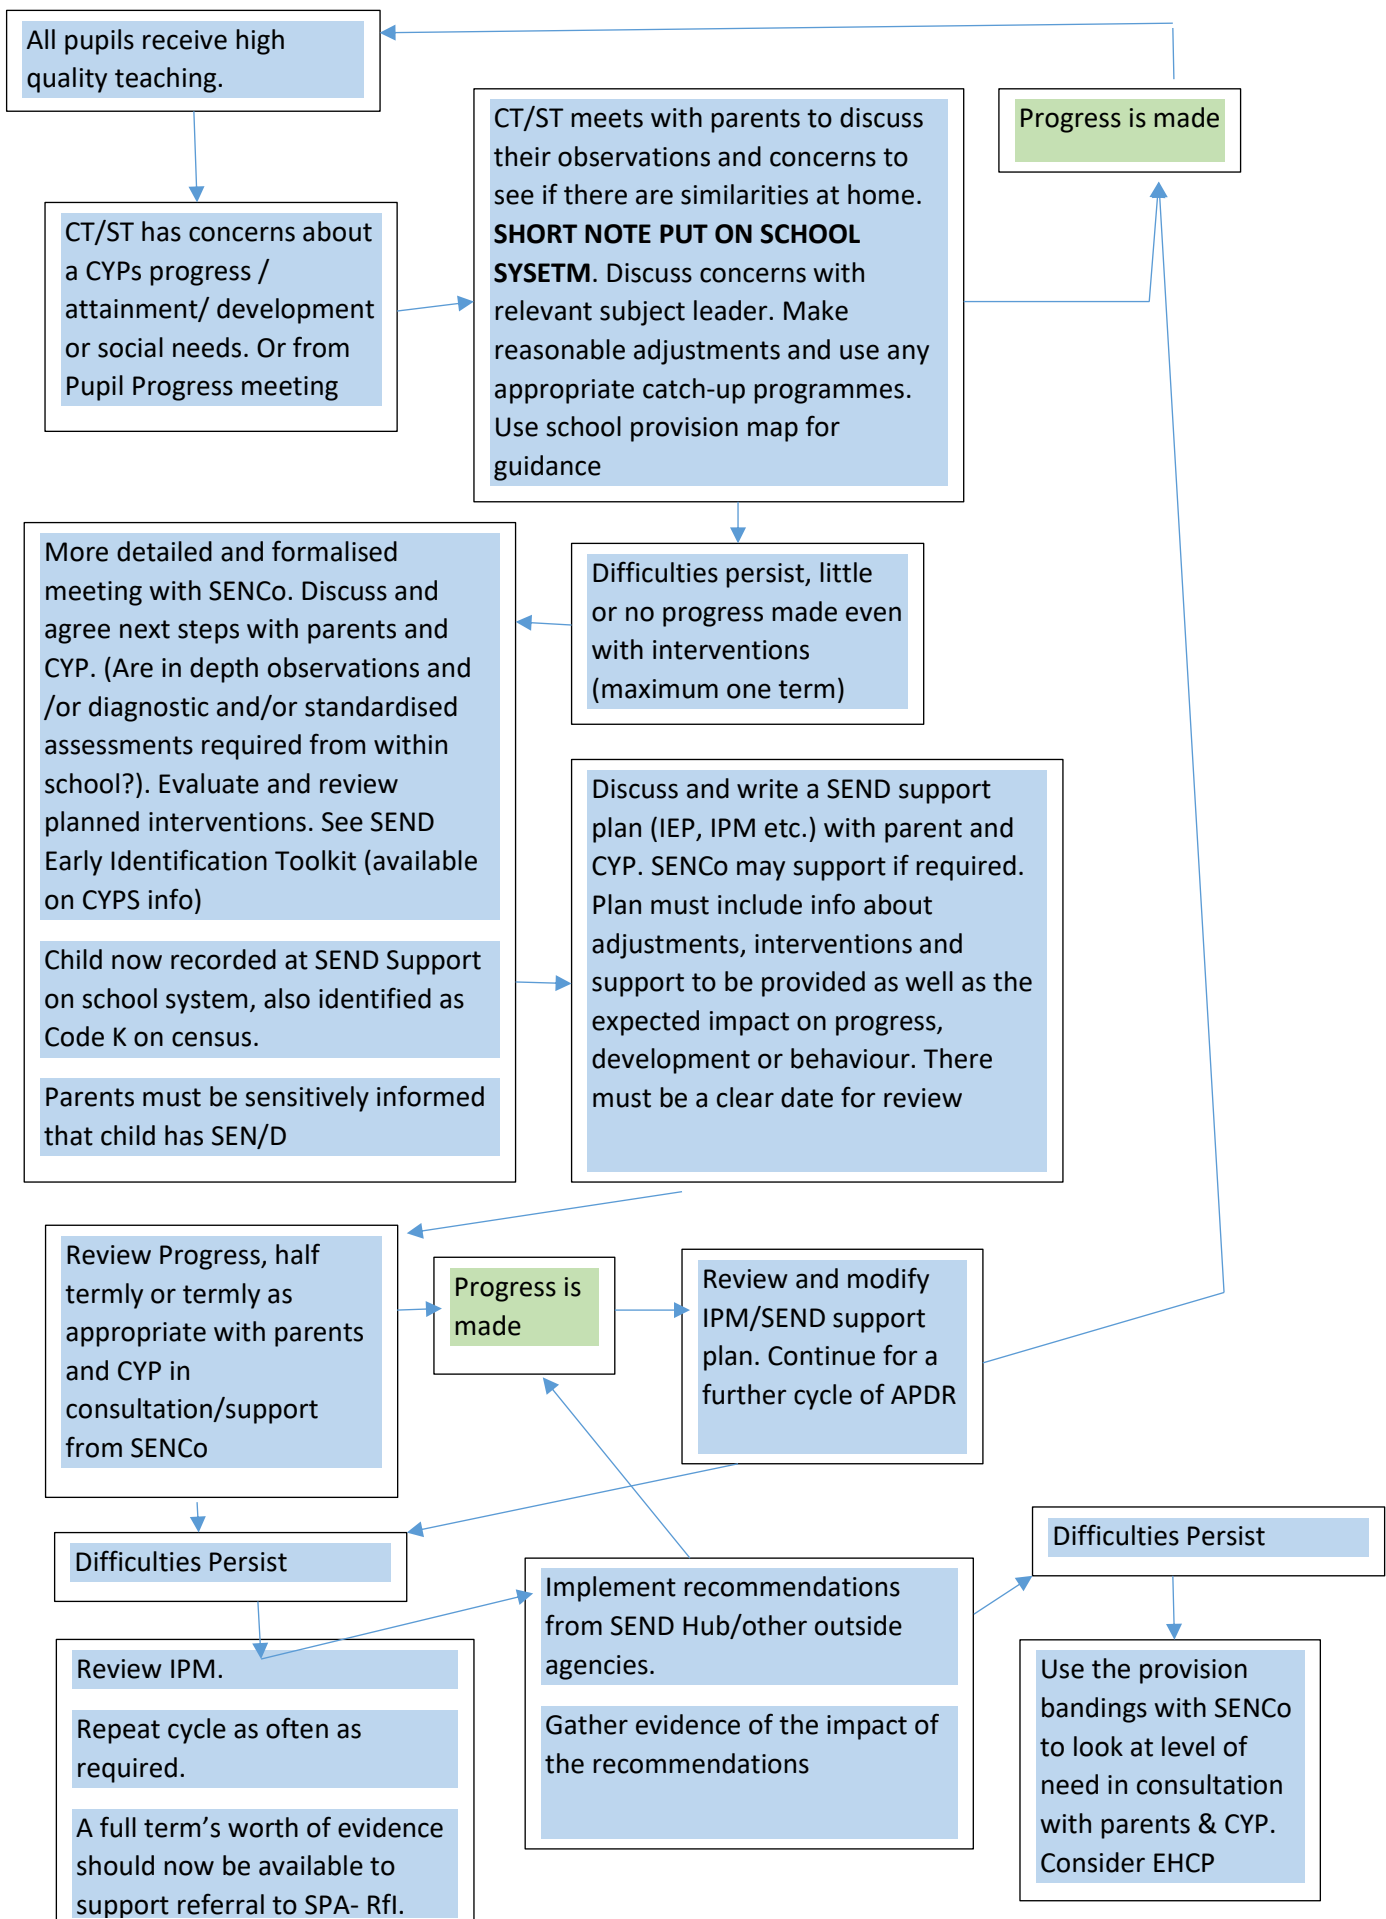 All pupils receive high
quality teaching.
Progress is made
CT/ST has concerns about
a CYPs progress /
attainment/ development
or social needs. Or from
Pupil Progress meeting
CT/ST meets with parents to discuss
their observations and concerns to
see if there are similarities at home.
SHORT NOTE PUT ON SCHOOL
SYSETM. Discuss concerns with
relevant subject leader. Make
reasonable adjustments and use any
appropriate catch-up programmes.
Use school provision map for
guidance
Difficulties persist, little
or no progress made even
with interventions
(maximum one term)
More detailed and formalised
meeting with SENCo. Discuss and
agree next steps with parents and
CYP. (Are in depth observations and
/or diagnostic and/or standardised
assessments required from within
school?). Evaluate and review
planned interventions. See SEND
Early Identification Toolkit (available
on CYPS info)
Child now recorded at SEND Support
on school system, also identified as
Code K on census.
Parents must be sensitively informed
that child has SEN/D
Discuss and write a SEND support
plan (IEP, IPM etc.) with parent and
CYP. SENCo may support if required.
Plan must include info about
adjustments, interventions and
support to be provided as well as the
expected impact on progress,
development or behaviour. There
must be a clear date for review
Review Progress, half
termly or termly as
appropriate with parents
and CYP in
consultation/support
from SENCo
Progress is
made
Review and modify
IPM/SEND support
plan. Continue for a
further cycle of APDR
Difficulties Persist
Review IPM.
Repeat cycle as often as
required.
A full term’s worth of evidence
should now be available to
support referral to SPA- RfI.
Implement recommendations
from SEND Hub/other outside
agencies.
Gather evidence of the impact of
the recommendations
Difficulties Persist
Use the provision
bandings with SENCo
to look at level of
need in consultation
with parents & CYP.
Consider EHCP